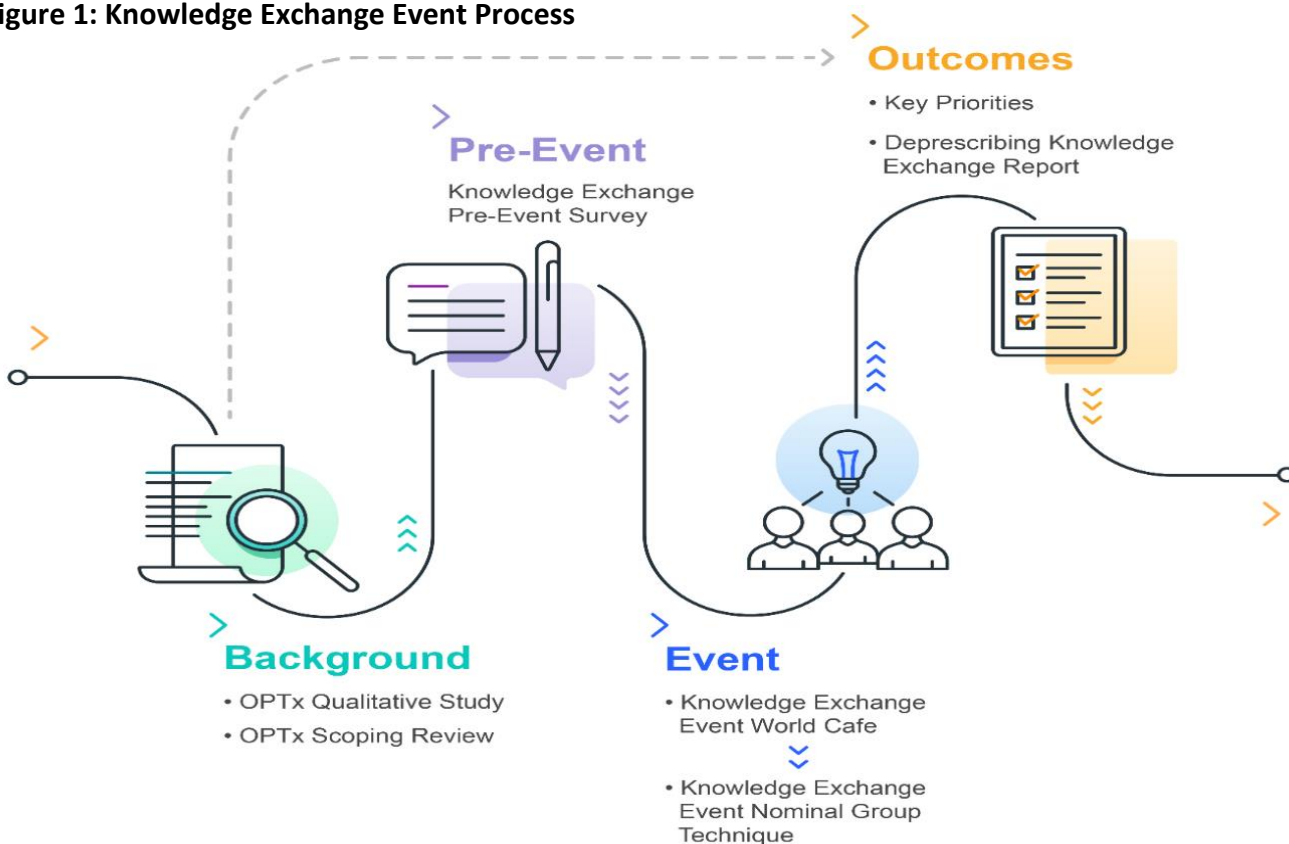 igure 1: Knowledge Exchange Event Process
Outcomes
• Key Priorities
• Deprescribing Knowledge
Exchange Report
Pre-Event
Knowledge Exchange
Pre-Event Survey
Background
• OPTx Qualitative Study
• OPTx Scoping Review
Event
• Knowledge Exchange
Event World Cafe
• Knowledge Exchange
Event Nominal Group
Technique